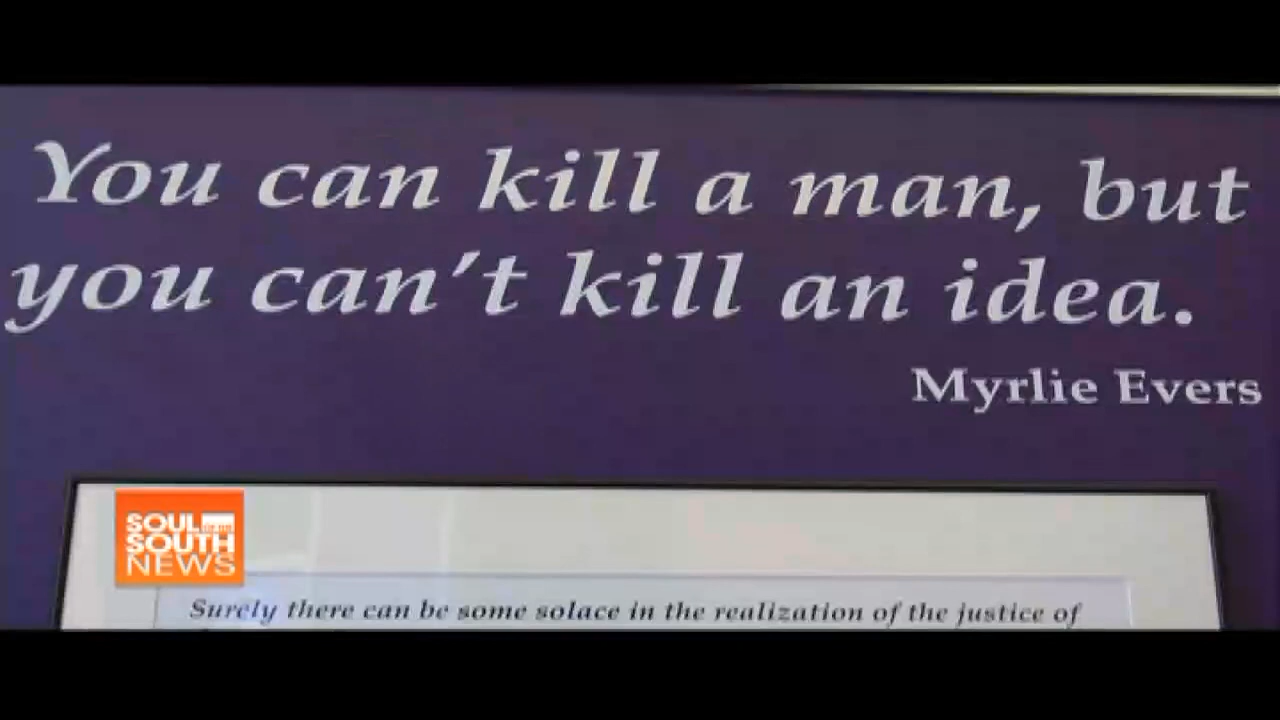 You can kill a man, but
you can't kill an idea.
Myrlie Evers
SOUL
SOUTH
NEWS
Surely there can be some solace in the realization of the justice of